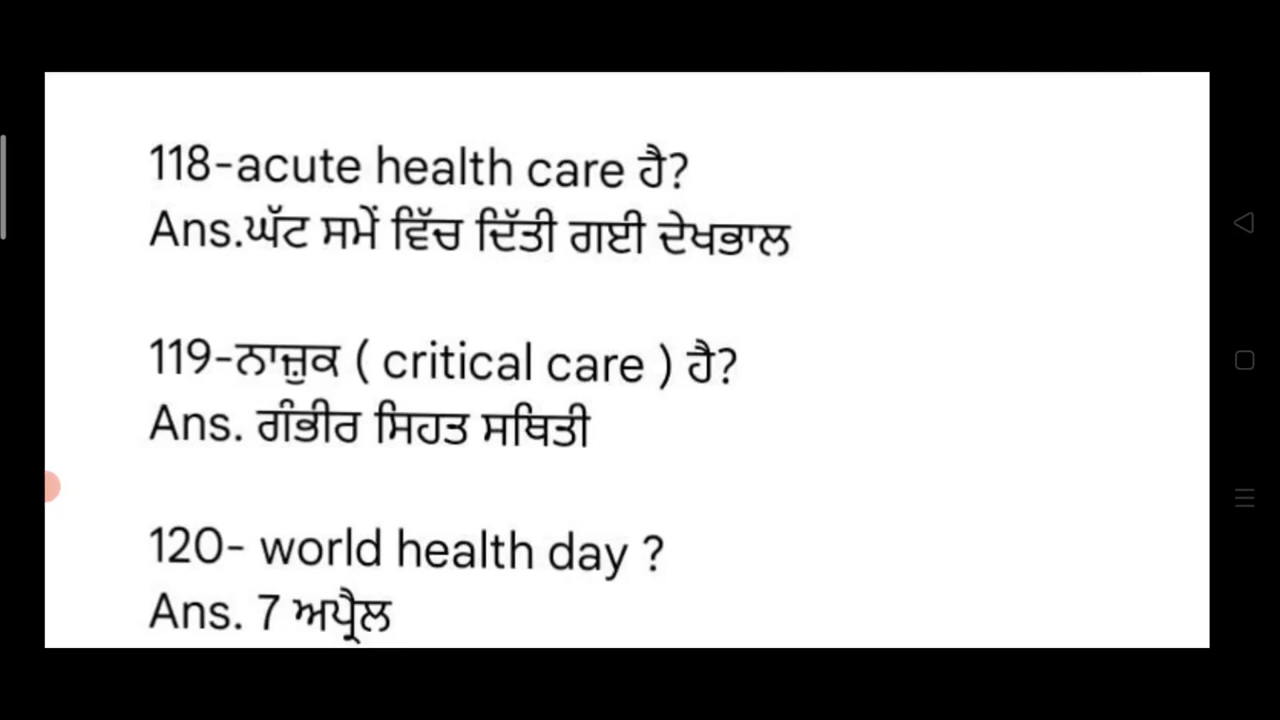 118-acute health care ਹੈ?
Ans.ਘੱਟ ਸਮੇਂ ਵਿੱਚ ਦਿੱਤੀ ਗਈ ਦੇਖਭਾਲ
119-ਨਾਜ਼ੁਕ ( critical care ) ਹੈ?
Ans. ਗੰਭੀਰ ਸਿਹਤ ਸਥਿਤੀ
120- world health day ?
Ans. 7 ਅਪ੍ਰੈਲ